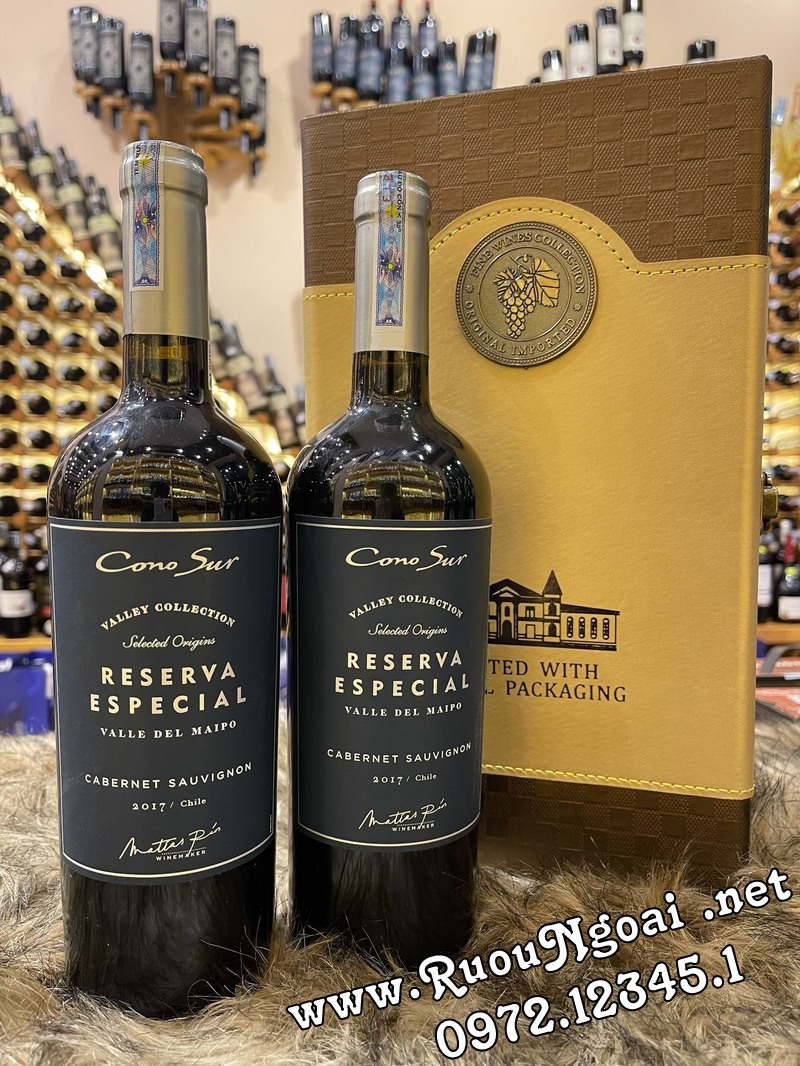 Cono Sur
VALLEY COLLECTION
Selected Origins
RESERVA
ESPECIAL
VALLE DEL MAIPO
CABERNET SAUVIGNON
2017 / Chile
WINEMAKER
Cono Sur
VALLEY COLLECTION
Selected Origins
RESERVA
ESPECIAL
VALLE DEL MAIPO
CABERNET SAUVIGNON
2017 / Chile
WINEMAKER
FINE WINES COLLECTION
ORIGINAL IMPORTED
TED WITH
PACKAGING
www.RuouNgoai .net
0972.12345.1